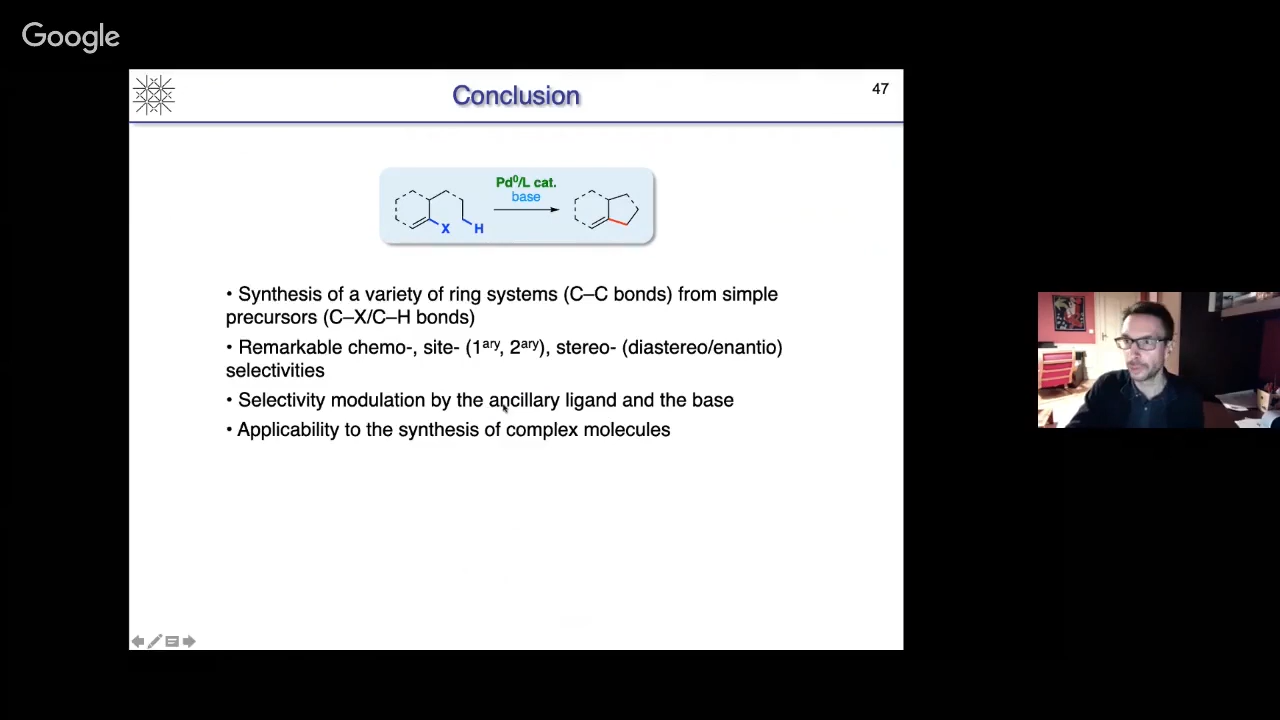 Google
Conclusion
47
Pd⁰/L cat.
base
X
H
• Synthesis of a variety of ring systems (C–C bonds) from simple
precursors (C–X/C–H bonds)
• Remarkable chemo-, site- (1ᵃʳʸ, 2ᵃʳʸ), stereo- (diastereo/enantio)
selectivities
• Selectivity modulation by the ancillary ligand and the base
• Applicability to the synthesis of complex molecules